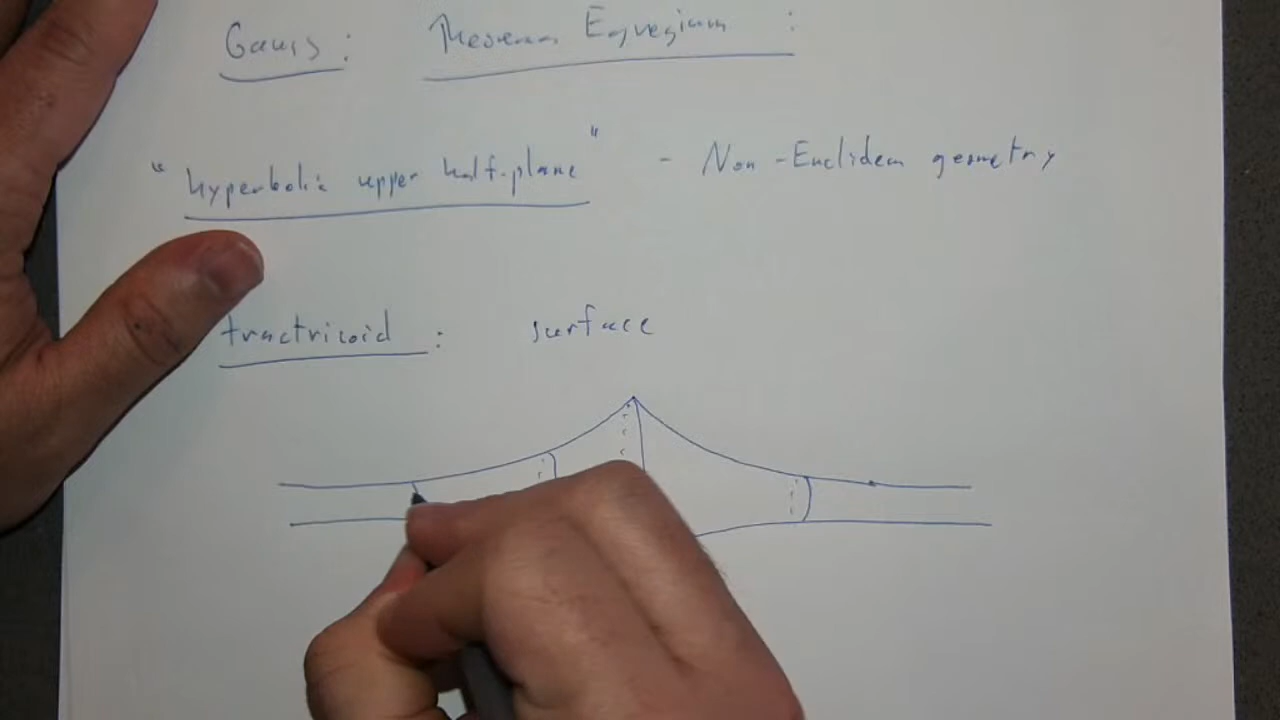 Gauss: Theorema Egregium :
"hyperbolic upper half-plane" - Non-Euclidean geometry
tractricoid : surface